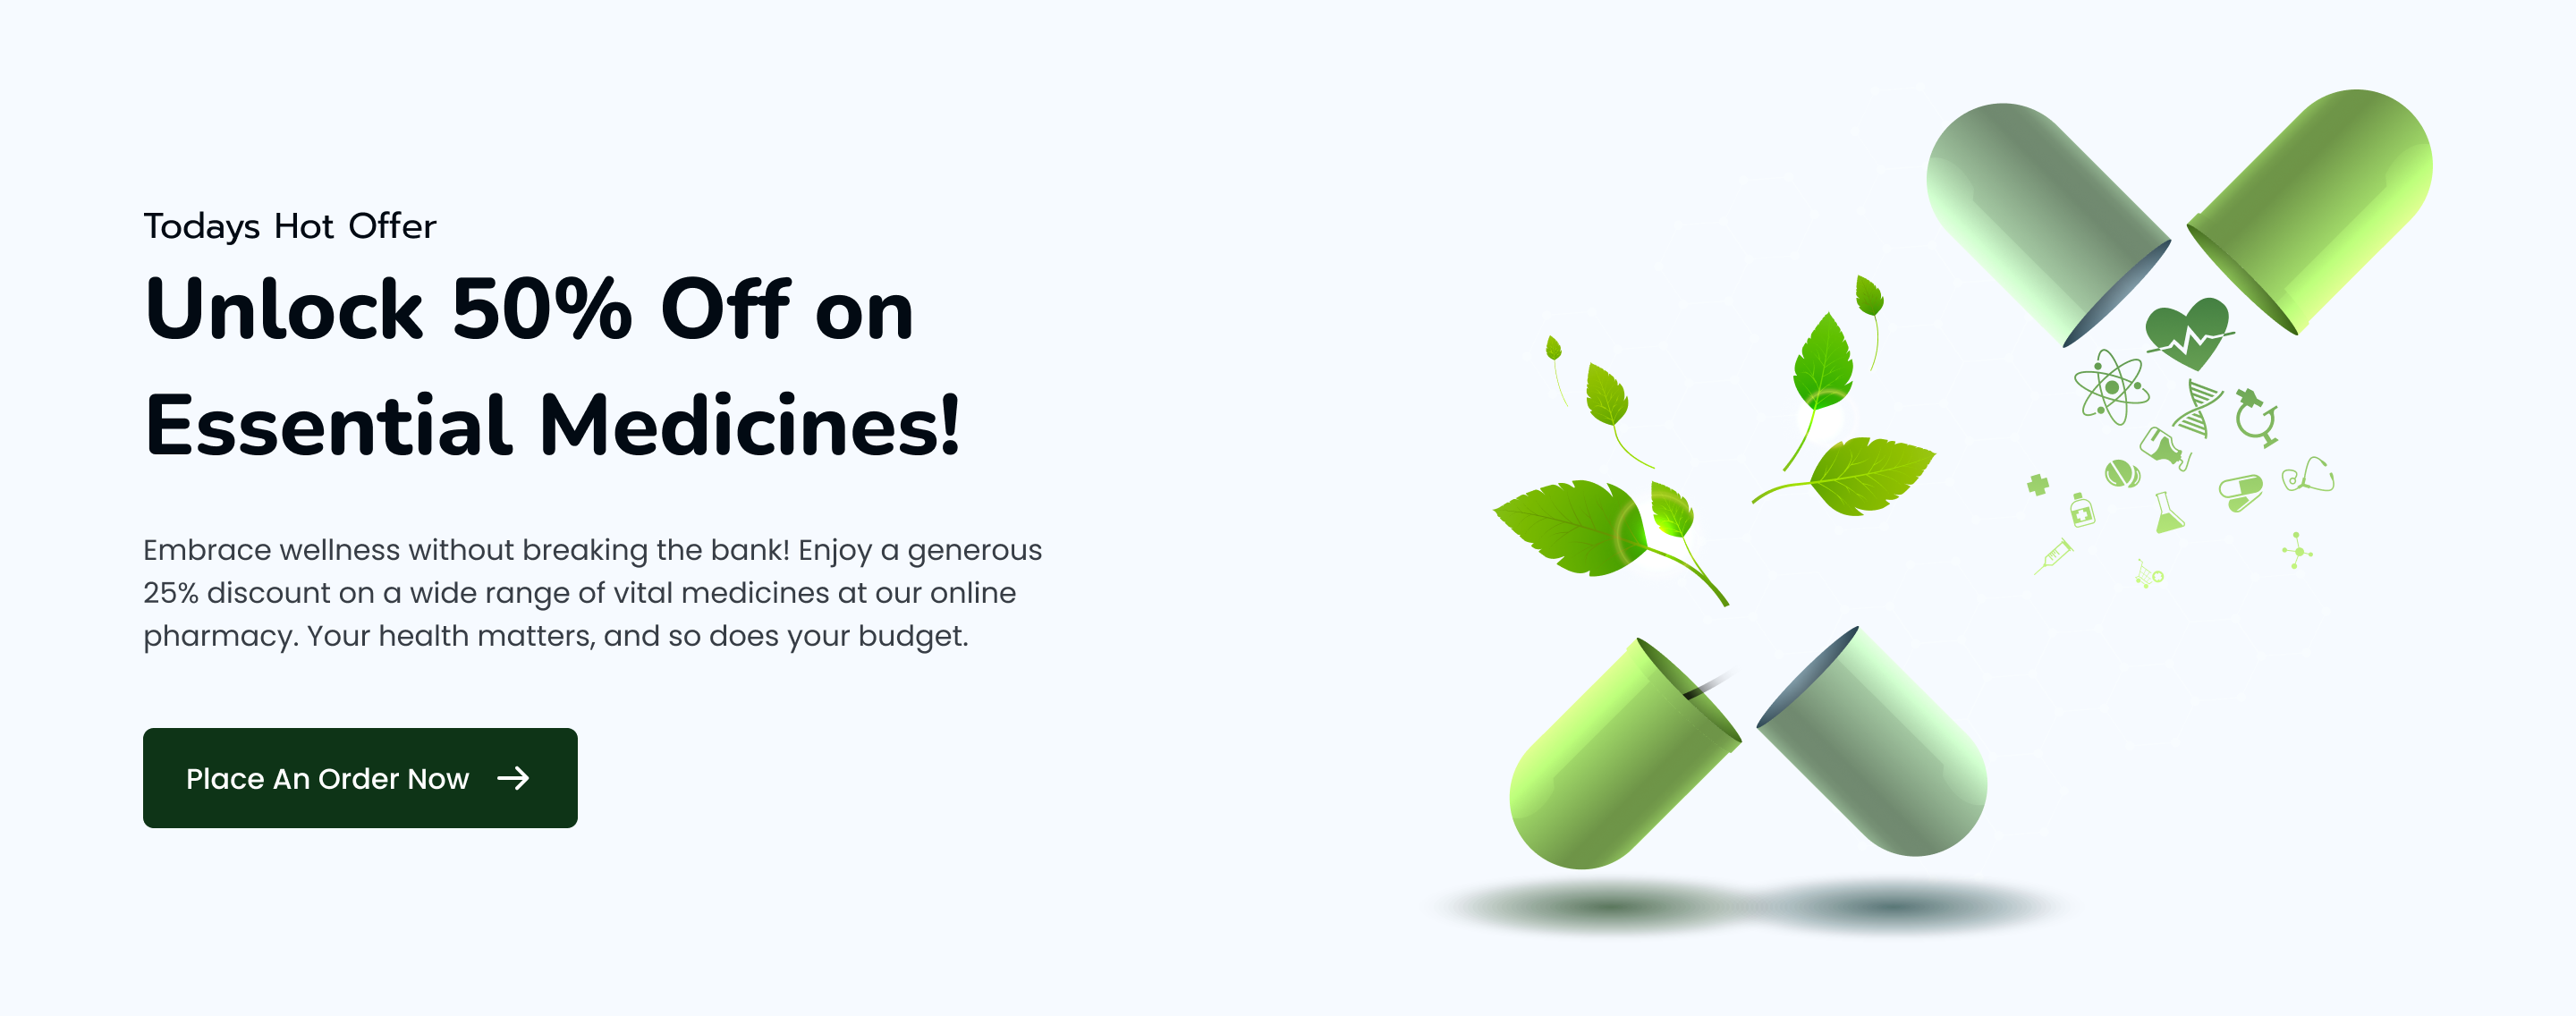 Todays Hot Offer
Unlock 50% Off on
Essential Medicines!
Embrace wellness without breaking the bank! Enjoy a generous
25% discount on a wide range of vital medicines at our online
pharmacy. Your health matters, and so does your budget.
Place An Order Now